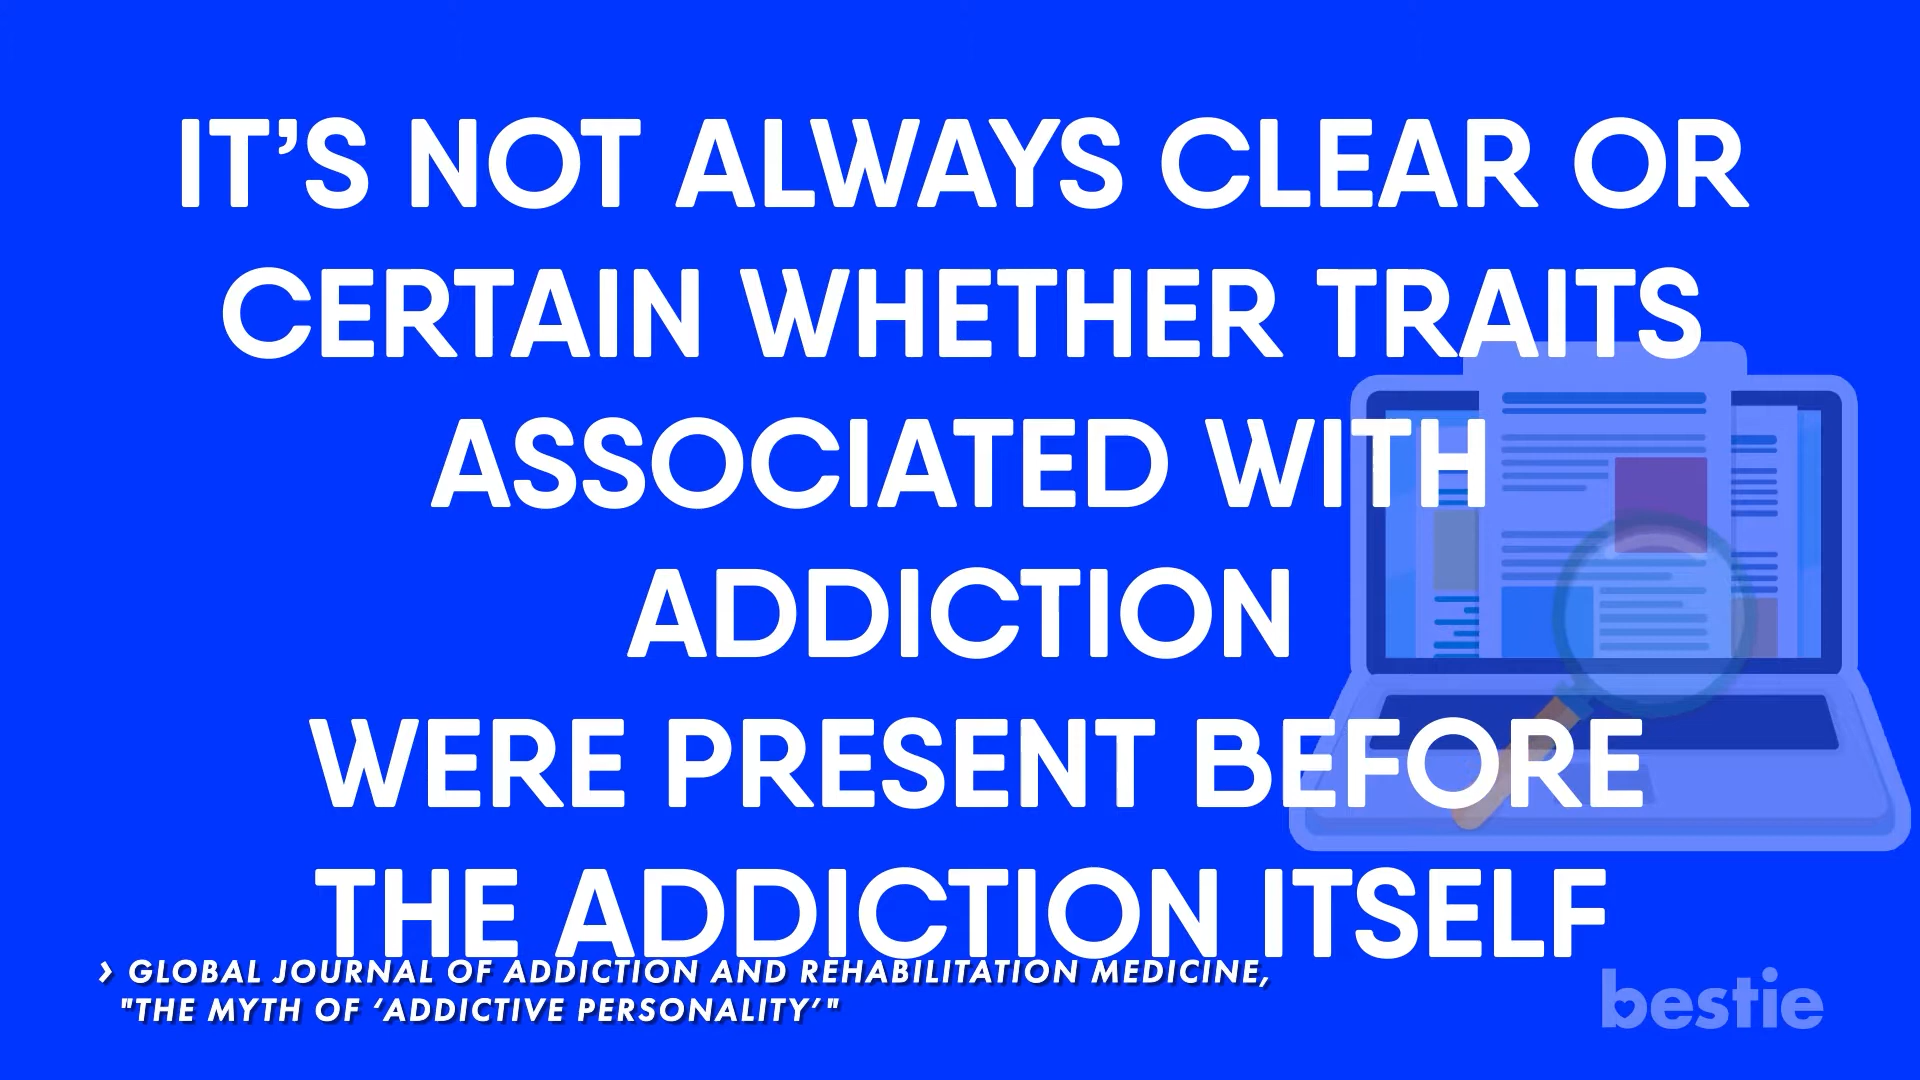 IT’S NOT ALWAYS CLEAR OR
CERTAIN WHETHER TRAITS
ASSOCIATED WITH
ADDICTION
WERE PRESENT BEFORE
THE ADDICTION ITSELF
› GLOBAL JOURNAL OF ADDICTION AND REHABILITATION MEDICINE,
"THE MYTH OF ‘ADDICTIVE PERSONALITY’"
bestie